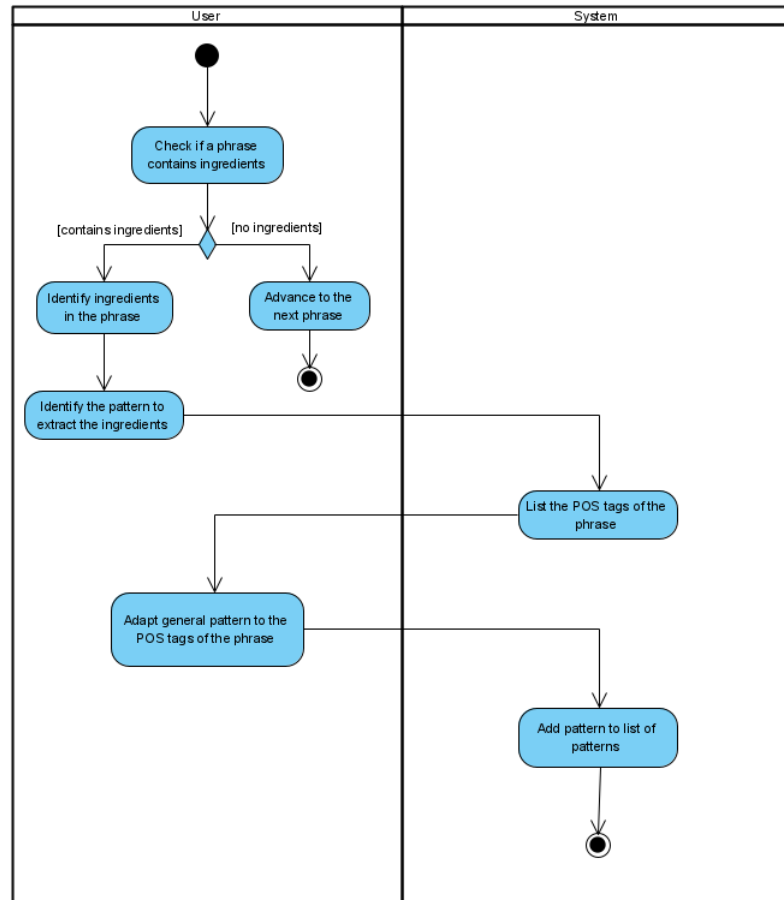 User
System
Check if a phrase
contains ingredients
[contains ingredients]
[no ingredients]
Identify ingredients
in the phrase
Advance to the
next phrase
Identify the pattern to
extract the ingredients
List the POS tags of the
phrase
Adapt general pattern to the
POS tags of the phrase
Add pattern to list of
patterns